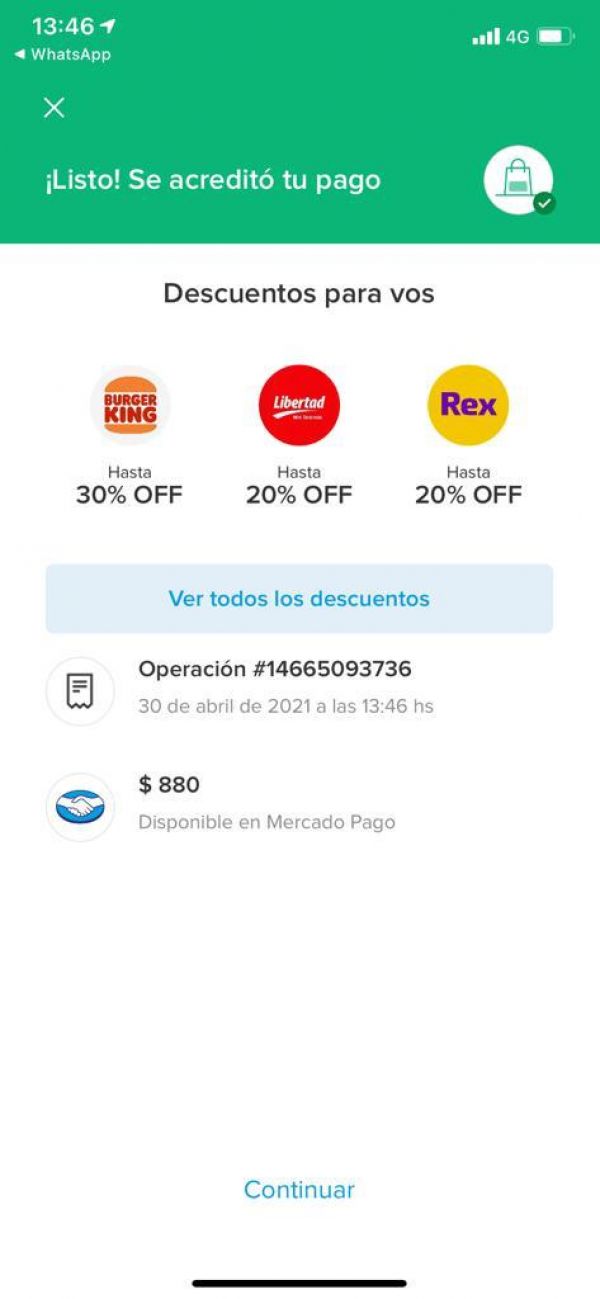 13:46
4G
WhatsApp
¡Listo! Se acreditó tu pago
Descuentos para vos
BURGER
KING
Libertad
Rex
Hasta
30% OFF
Hasta
20% OFF
Hasta
20% OFF
Ver todos los descuentos
Operación #14665093736
30 de abril de 2021 a las 13:46 hs
$ 880
Disponible en Mercado Pago
Continuar